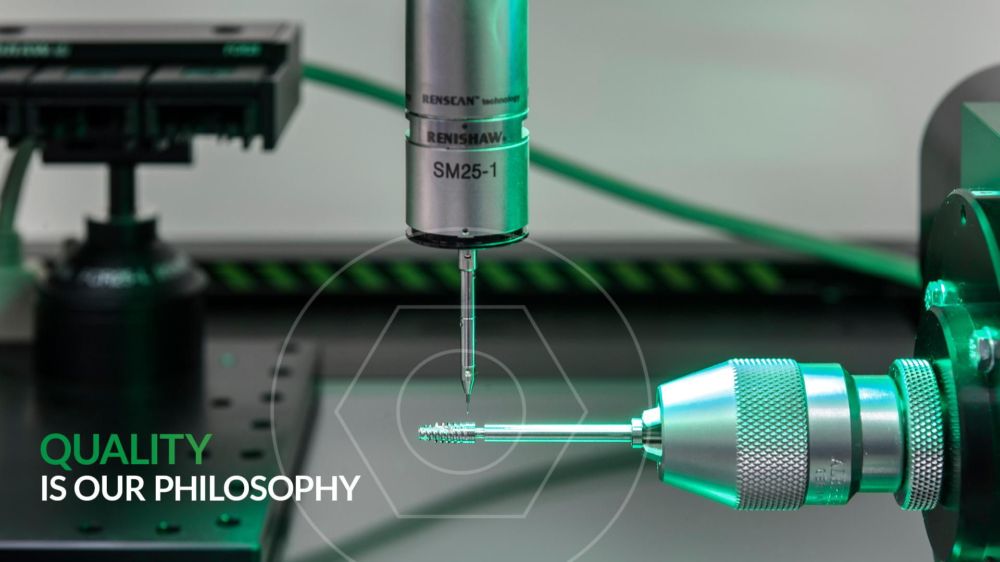 RENSCAN™ technology
RENISHAW®
SM25-1
QUALITY
IS OUR PHILOSOPHY